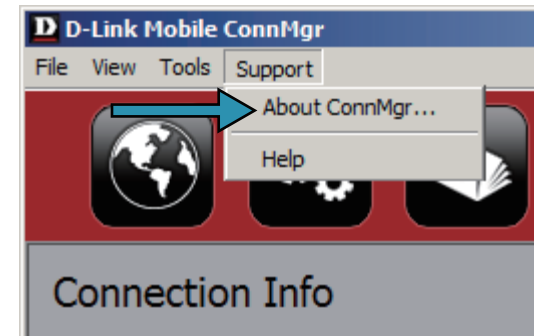 D D-Link Mobile ConnMgr
File View Tools Support
About ConnMgr...
Help
Connection Info